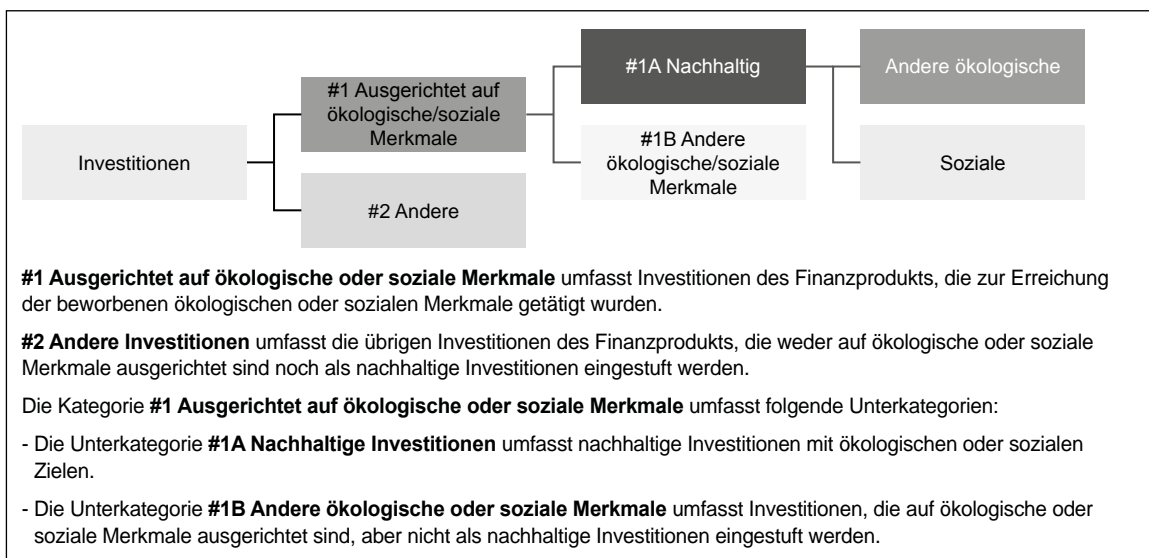 Investitionen
#1 Ausgerichtet auf
ökologische/soziale
Merkmale
#2 Andere
#1A Nachhaltig
#1B Andere
ökologische/soziale
Merkmale
Andere ökologische
Soziale
#1 Ausgerichtet auf ökologische oder soziale Merkmale umfasst Investitionen des Finanzprodukts, die zur Erreichung
der beworbenen ökologischen oder sozialen Merkmale getätigt wurden.
#2 Andere Investitionen umfasst die übrigen Investitionen des Finanzprodukts, die weder auf ökologische oder soziale
Merkmale ausgerichtet sind noch als nachhaltige Investitionen eingestuft werden.
Die Kategorie #1 Ausgerichtet auf ökologische oder soziale Merkmale umfasst folgende Unterkategorien:
- Die Unterkategorie #1A Nachhaltige Investitionen umfasst nachhaltige Investitionen mit ökologischen oder sozialen
Zielen.
- Die Unterkategorie #1B Andere ökologische oder soziale Merkmale umfasst Investitionen, die auf ökologische oder
soziale Merkmale ausgerichtet sind, aber nicht als nachhaltige Investitionen eingestuft werden.